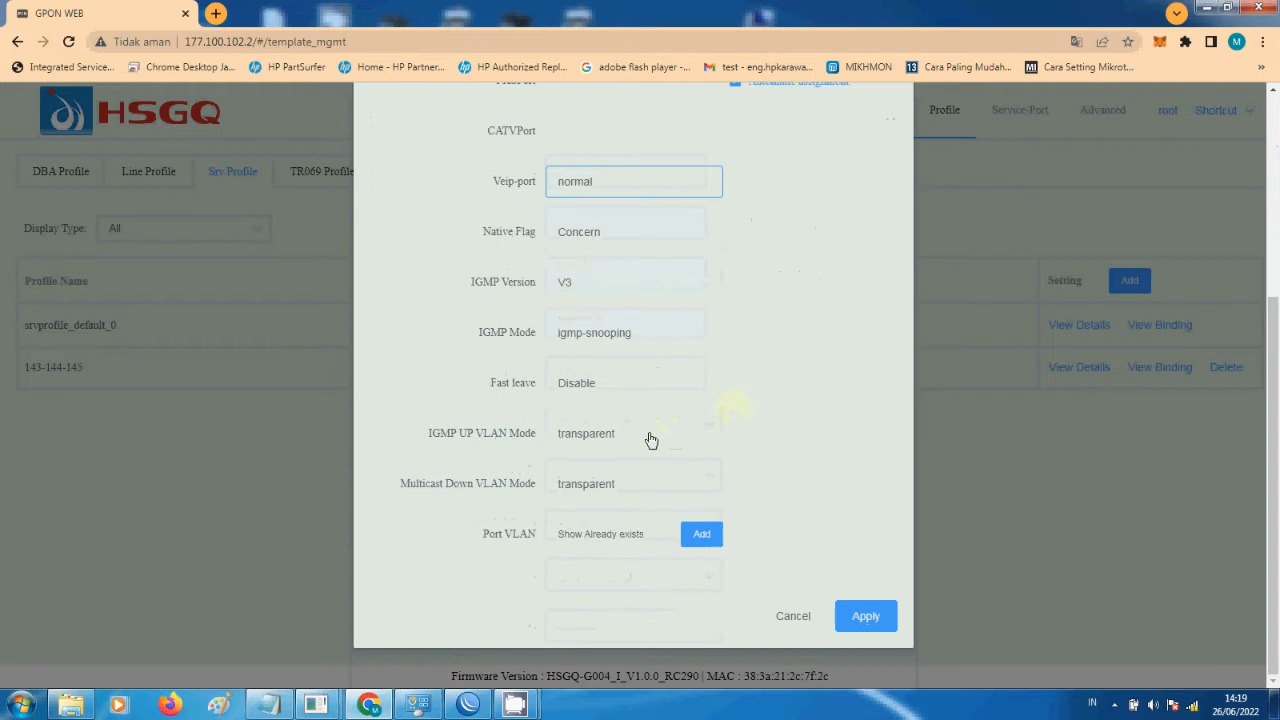 GPON WEB
Tidak aman | 177.100.102.2/#/template_mgmt
Integrated Service... Chrome Desktop Ja... HP PartSurfer Home - HP Partner... HP Authorized Repl... adobe flash player -... test - eng.hpkarawa... MIKHMON 13 Cara Paling Mudah... Cara Setting Mikrot... »
HSGQ Profile Service Port Advanced root Shortcut
Automatic assignment
CATVPort
DBA Profile Line Profile Srv Profile TR069 Profile
Veip-port normal
Display Type: All
Native Flag Concern
Profile Name Setting Add
IGMP Version V3
srvprofile_default_0 View Details View Binding
IGMP Mode igmp-snooping
143-144-145 View Details View Binding Delete
Fast leave Disable
IGMP UP VLAN Mode transparent
Multicast Down VLAN Mode transparent
Port VLAN Show Already exists Add
Cancel Apply
Firmware Version : HSGQ-G004_I_V1.0.0_RC290 | MAC : 38:3a:21:2c:7f:2c
IN 14:19
26/06/2022